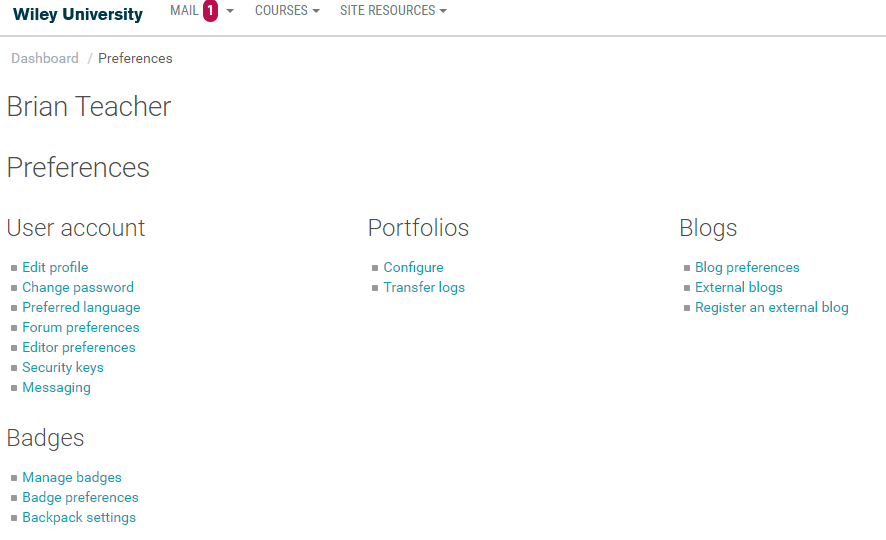 Wiley University MAIL 1 COURSES SITE RESOURCES
Dashboard / Preferences
Brian Teacher
Preferences
User account
Edit profile
Change password
Preferred language
Forum preferences
Editor preferences
Security keys
Messaging
Portfolios
Configure
Transfer logs
Blogs
Blog preferences
External blogs
Register an external blog
Badges
Manage badges
Badge preferences
Backpack settings